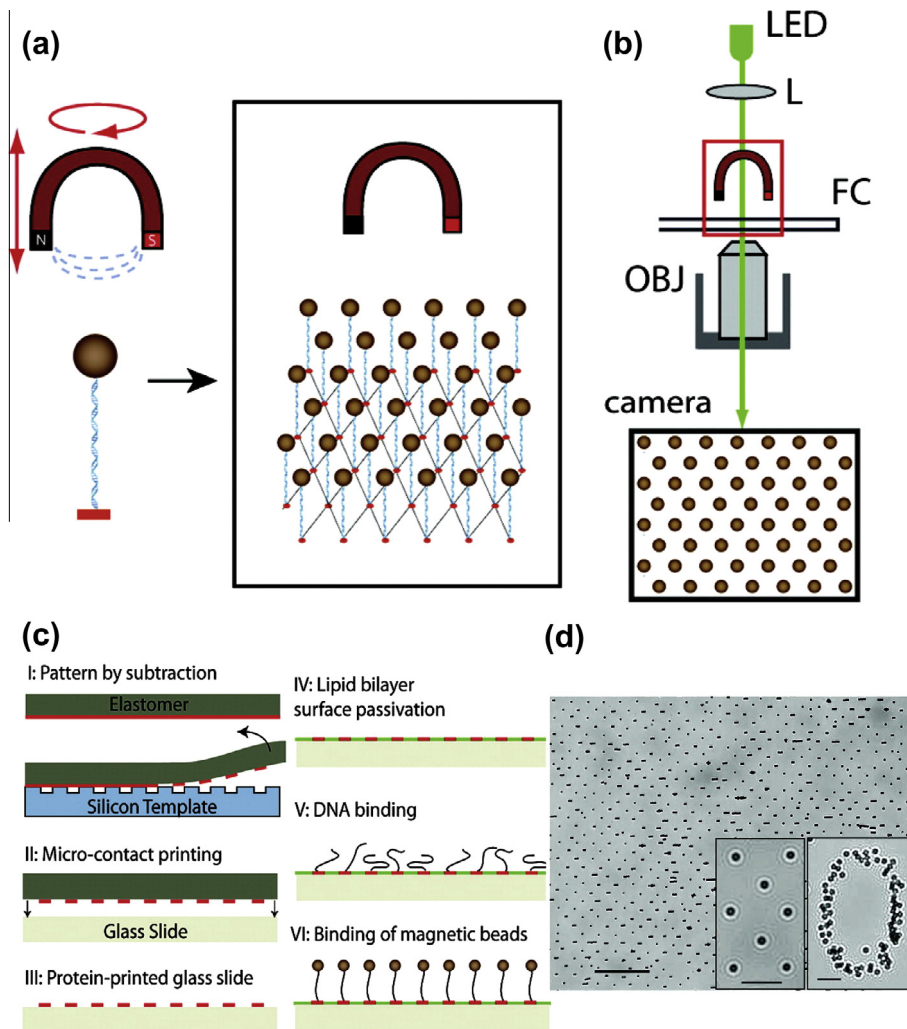 (a)
N
S
(b)
LED
L
FC
OBJ
camera
(c)
I: Pattern by subtraction
Elastomer
Silicon Template
II: Micro-contact printing
Glass Slide
III: Protein-printed glass slide
IV: Lipid bilayer
surface passivation
V: DNA binding
VI: Binding of magnetic beads
(d)